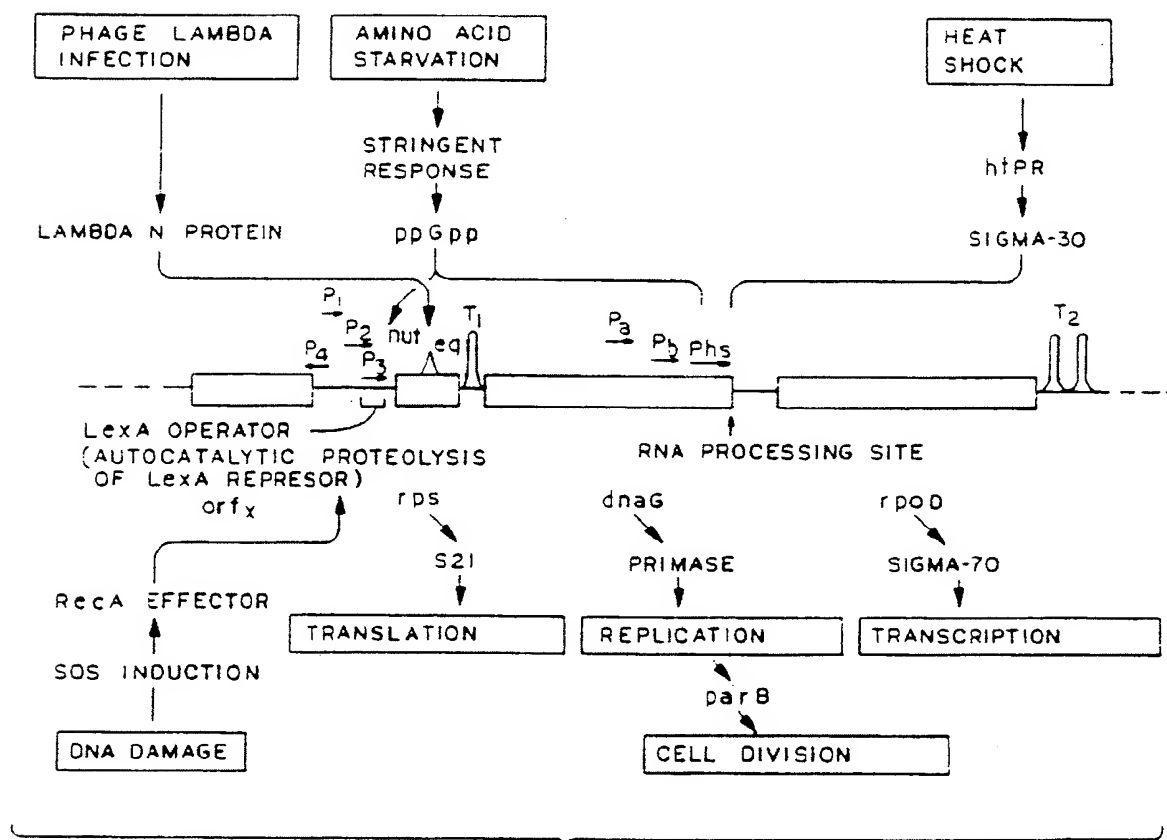 PHAGE LAMBDA
INFECTION
AMINO ACID
STARVATION
HEAT
SHOCK
STRINGENT
RESPONSE
htPR
LAMBDA N PROTEIN
ppGpp
SIGMA-30
P1
P2
P4
P3
nut
eq
T1
Pa
Pb
Phs
T2
LexA OPERATOR
(AUTOCATALYTIC PROTEOLYSIS
OF LexA REPRESOR)
orfx
RNA PROCESSING SITE
rps
dnaG
rpoD
S21
PRIMASE
SIGMA-70
RecA EFFECTOR
TRANSLATION
REPLICATION
TRANSCRIPTION
SOS INDUCTION
parB
DNA DAMAGE
CELL DIVISION